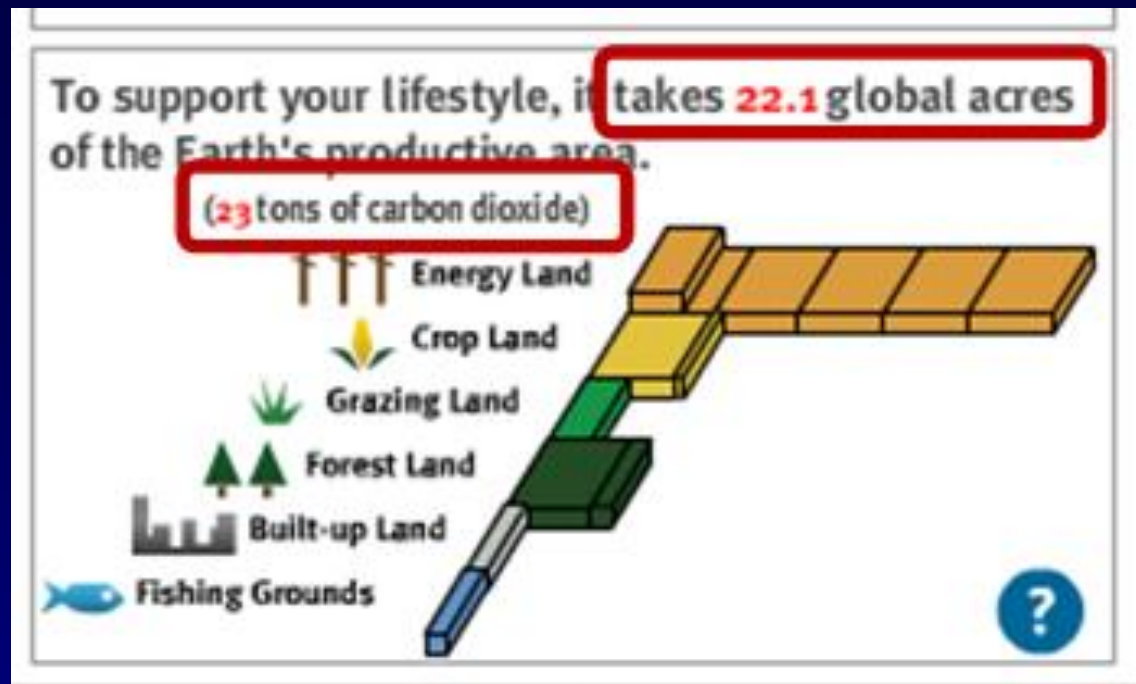 To support your lifestyle, it takes 22.1 global acres
of the Earth's productive area.
(23 tons of carbon dioxide)
Energy Land
Crop Land
Grazing Land
Forest Land
Built-up Land
Fishing Grounds
?